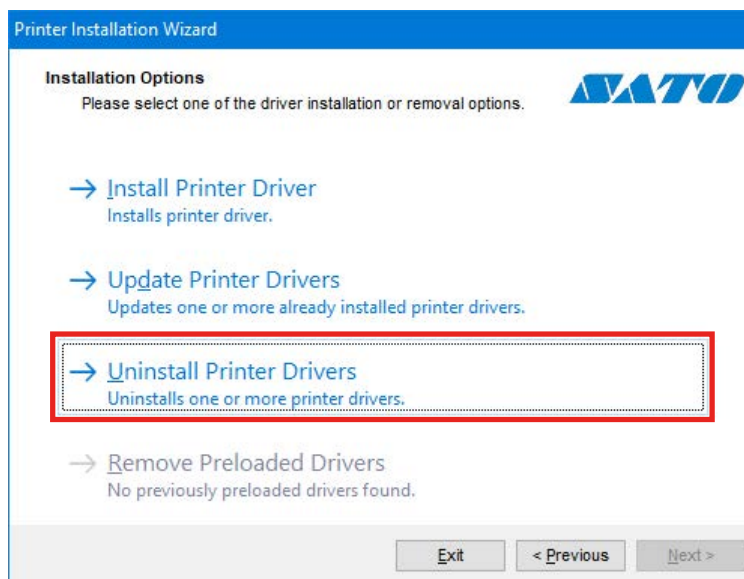 Printer Installation Wizard
Installation Options
Please select one of the driver installation or removal options.
SATO
→ Install Printer Driver
Installs printer driver.
→ Update Printer Drivers
Updates one or more already installed printer drivers.
→ Uninstall Printer Drivers
Uninstalls one or more printer drivers.
→ Remove Preloaded Drivers
No previously preloaded drivers found.
Exit < Previous Next >